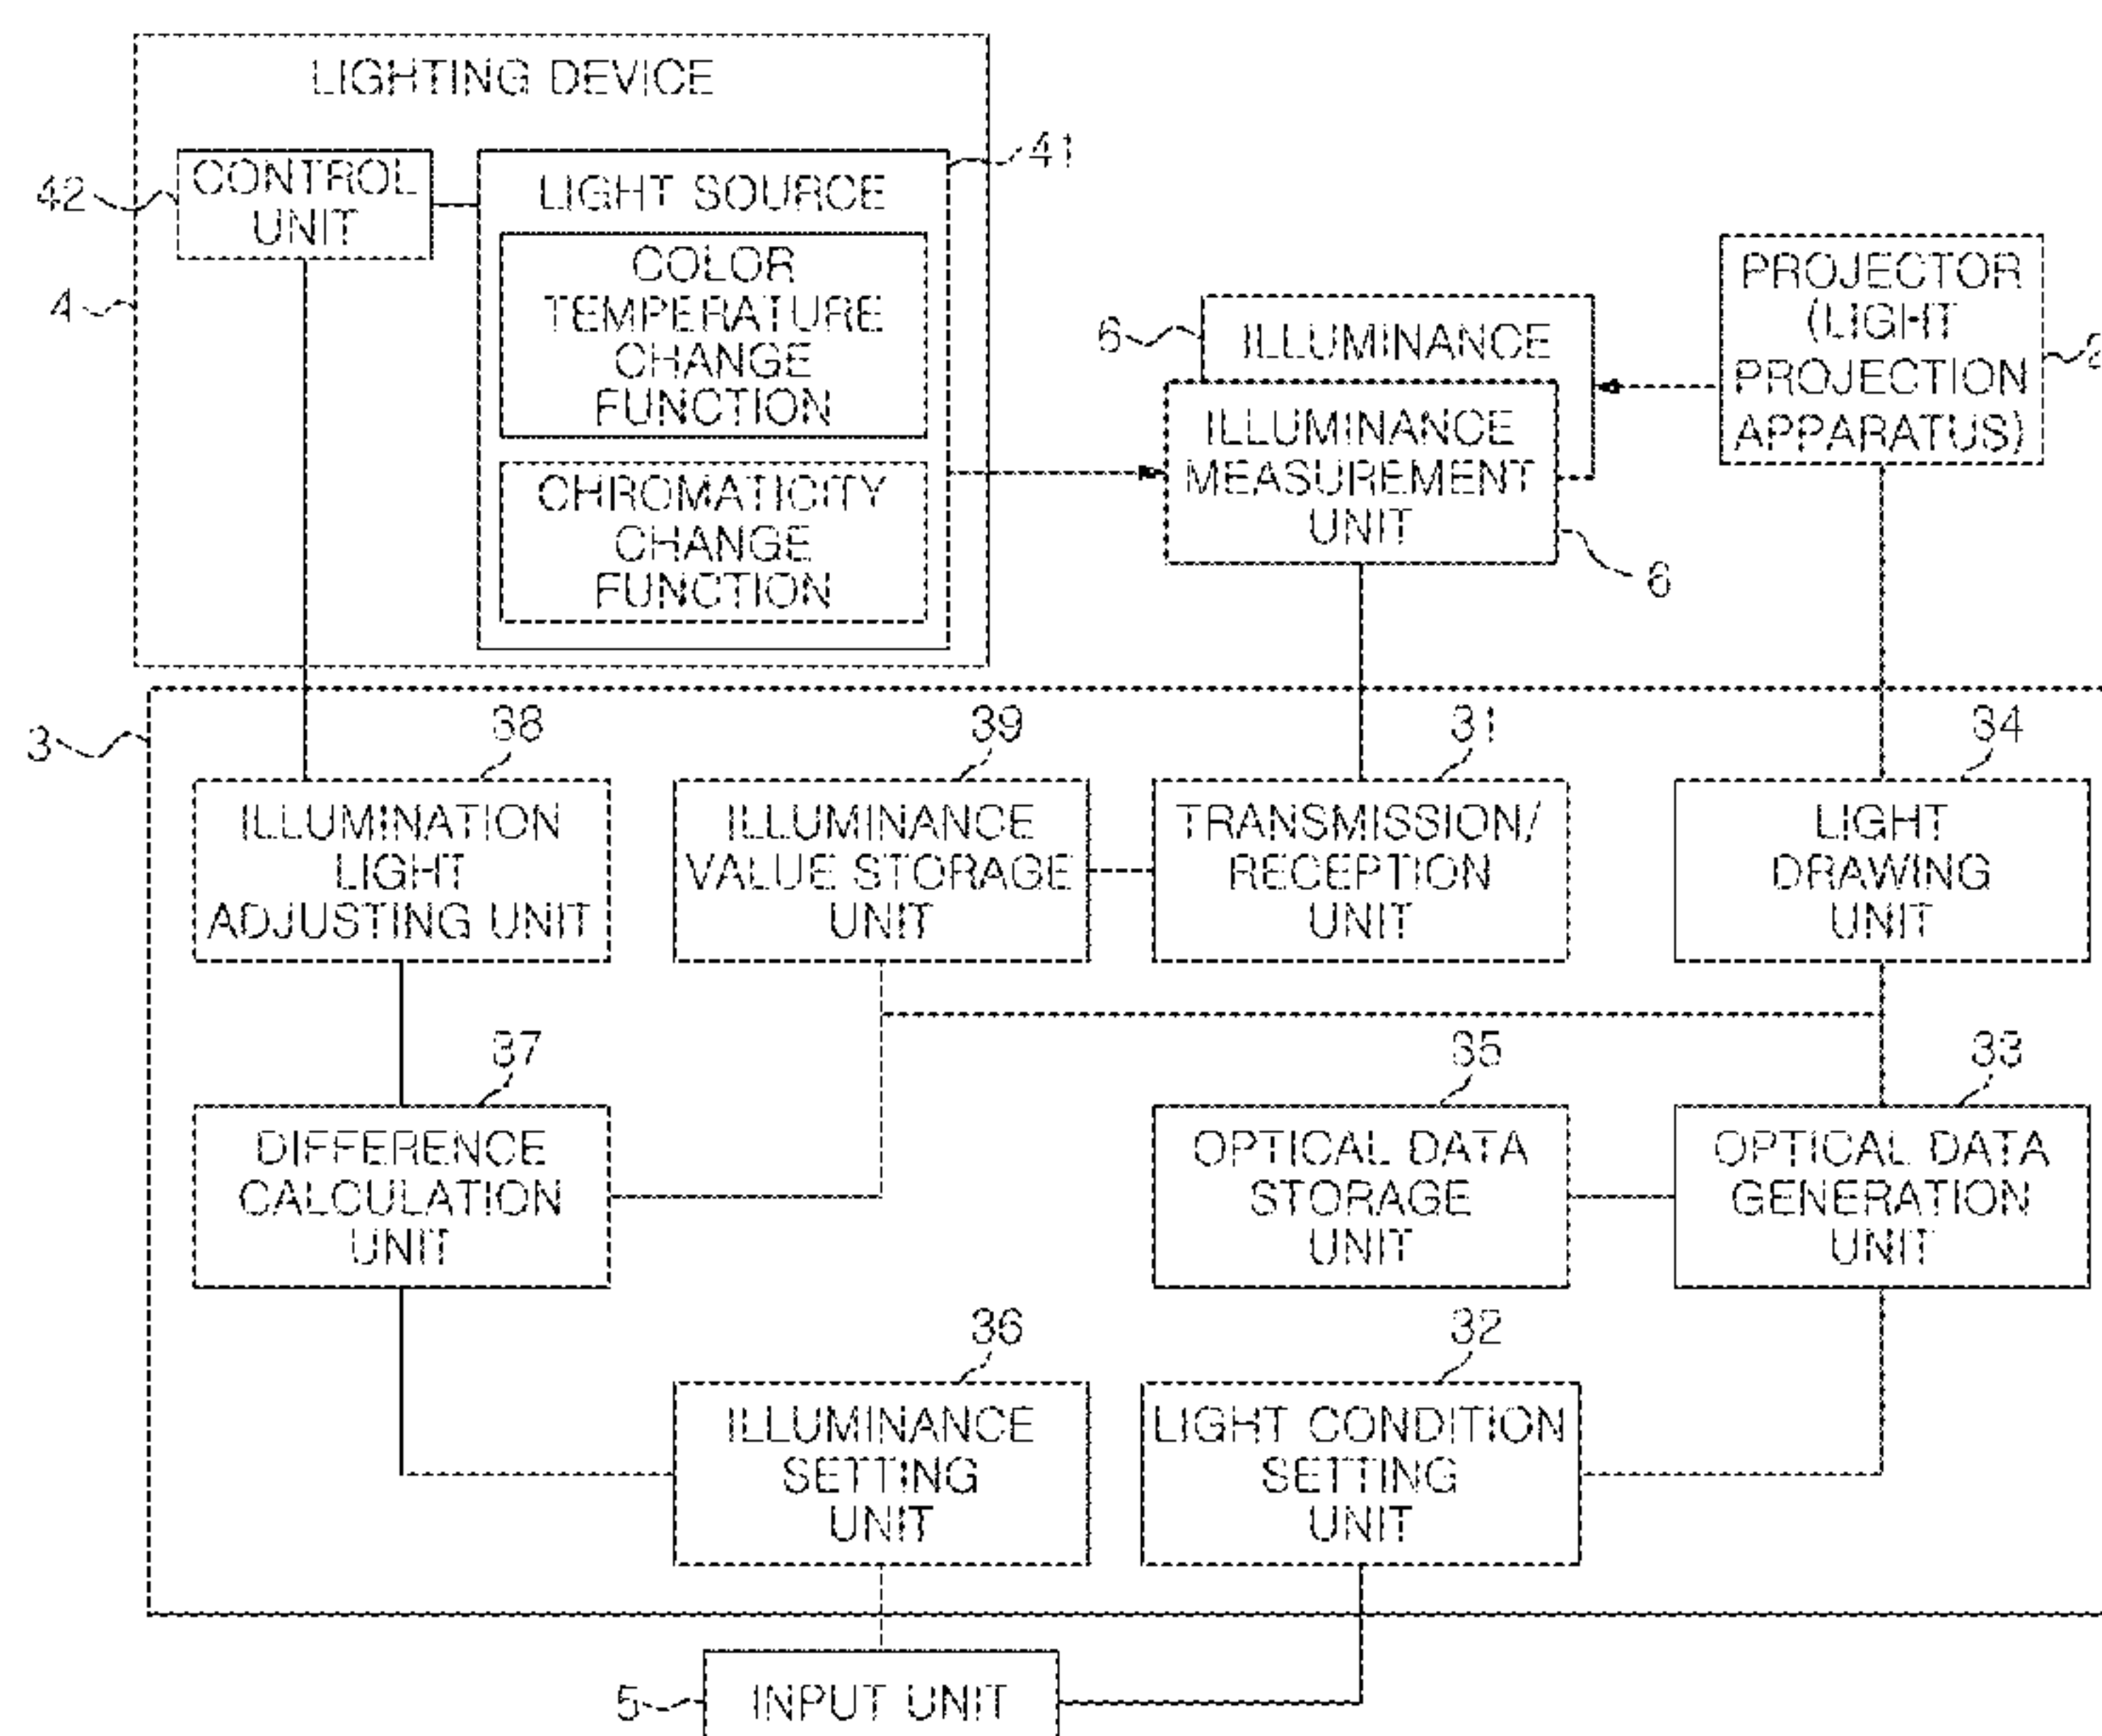 LIGHTING DEVICE
41
42
CONTROL
UNIT
LIGHT SOURCE
COLOR
TEMPERATURE
CHANGE
FUNCTION
CHROMATICITY
CHANGE
FUNCTION
4
6
ILLUMINANCE
ILLUMINANCE
MEASUREMENT
UNIT
6
PROJECTOR
(LIGHT
PROJECTION
APPARATUS)
2
3
38
ILLUMINATION
LIGHT
ADJUSTING UNIT
39
ILLUMINANCE
VALUE STORAGE
UNIT
31
TRANSMISSION/
RECEPTION
UNIT
34
LIGHT
DRAWING
UNIT
37
DIFFERENCE
CALCULATION
UNIT
35
OPTICAL DATA
STORAGE
UNIT
33
OPTICAL DATA
GENERATION
UNIT
36
ILLUMINANCE
SETTING
UNIT
32
LIGHT CONDITION
SETTING
UNIT
5
INPUT UNIT